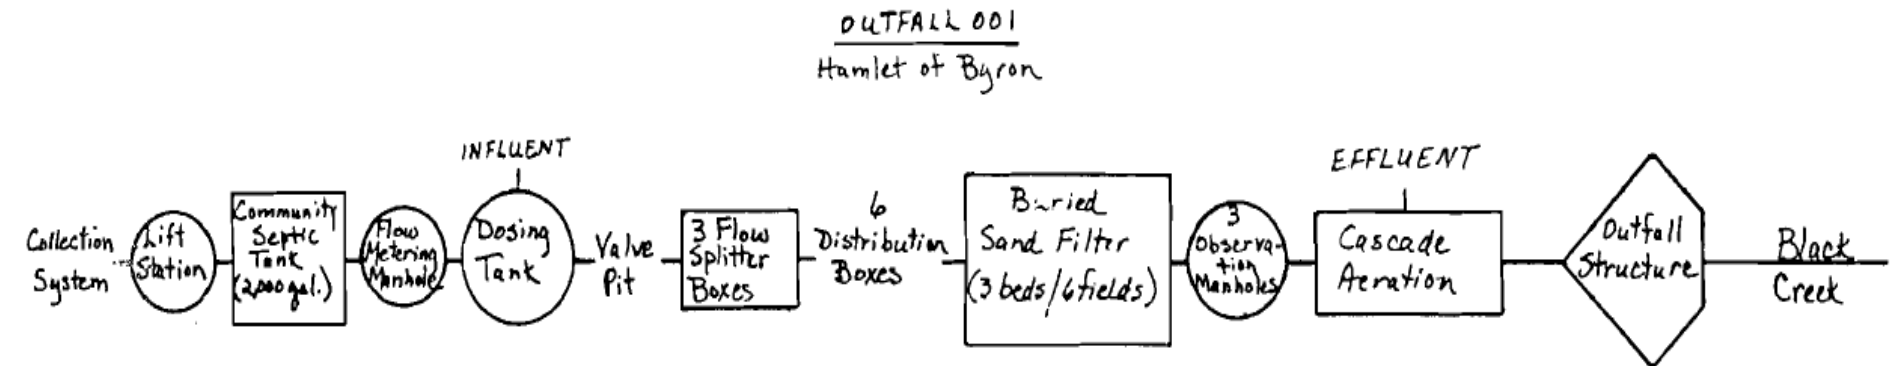 OUTFALL 001
Hamlet of Byron
INFLUENT
EFFLUENT
Collection
System
Lift
Station
Community
Septic
Tank
(2,000 gal.)
Flow
Metering
Manhole
Dosing
Tank
Valve
Pit
3 Flow
Splitter
Boxes
6
Distribution
Boxes
Buried
Sand Filter
(3 beds/6 fields)
3
Observa-
tion
Manholes
Cascade
Aeration
Outfall
Structure
Black
Creek